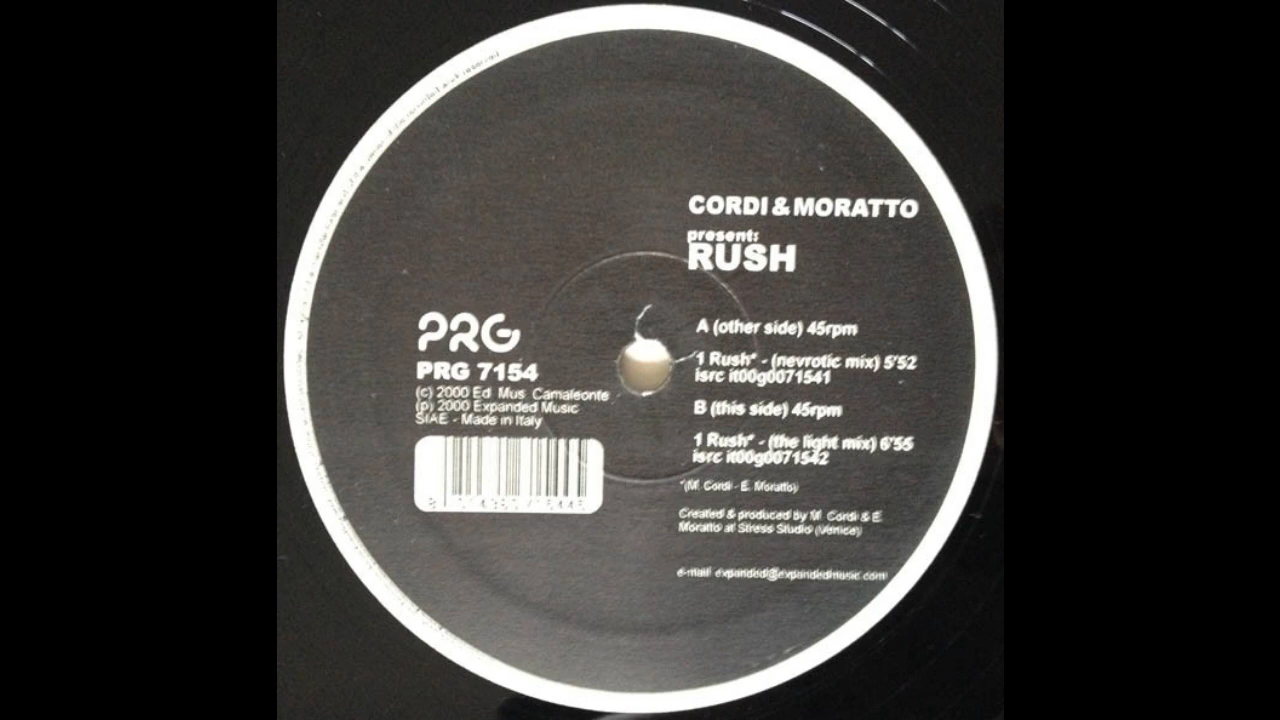 CORDI & MORATTO
present:
RUSH
PRG
PRG 7154
(c) 2000 Ed Mus Camaleonte
(p) 2000 Expanded Music
SIAE - Made in Italy
A (other side) 45rpm
1 Rush* - (nevrotic mix) 5'52
isrc it00g0071541
B (this side) 45rpm
1 Rush* - (the light mix) 6'55
isrc it00g0071542
*(M. Cordi - E. Moratto)
Created & produced by M. Cordi & E.
Moratto at Stress Studio (Venice)
e-mail expanded@expandedmusic.com